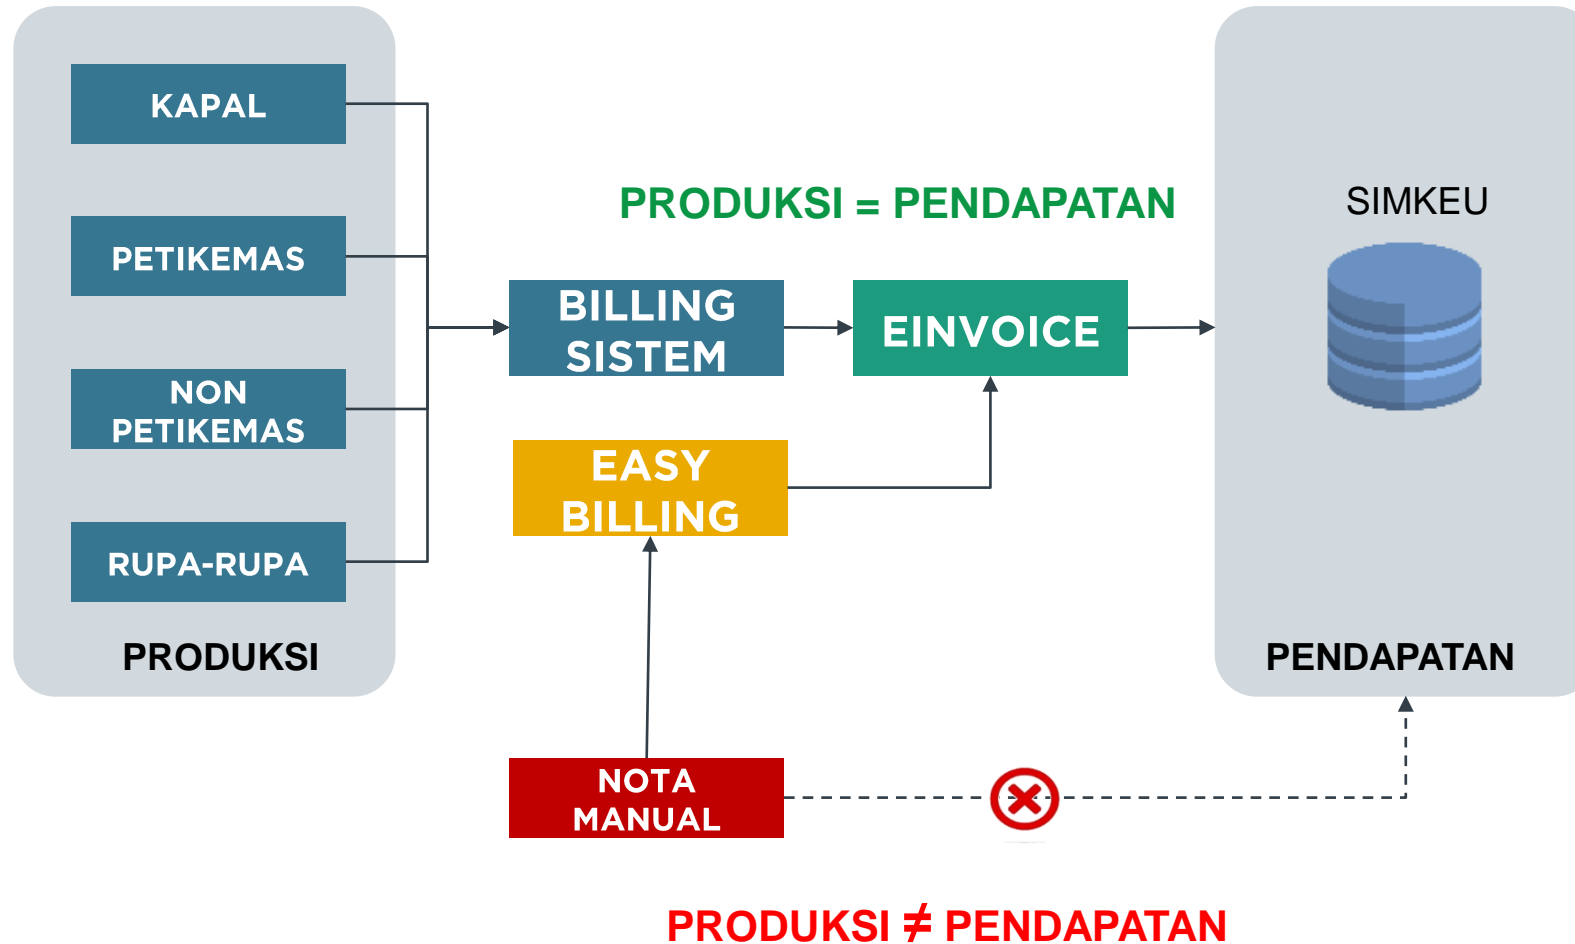 KAPAL
PETIKEMAS
NON
PETIKEMAS
RUPA-RUPA
PRODUKSI
PRODUKSI = PENDAPATAN
BILLING
SISTEM
EINVOICE
EASY
BILLING
NOTA
MANUAL
SIMKEU
PENDAPATAN
PRODUKSI ≠ PENDAPATAN